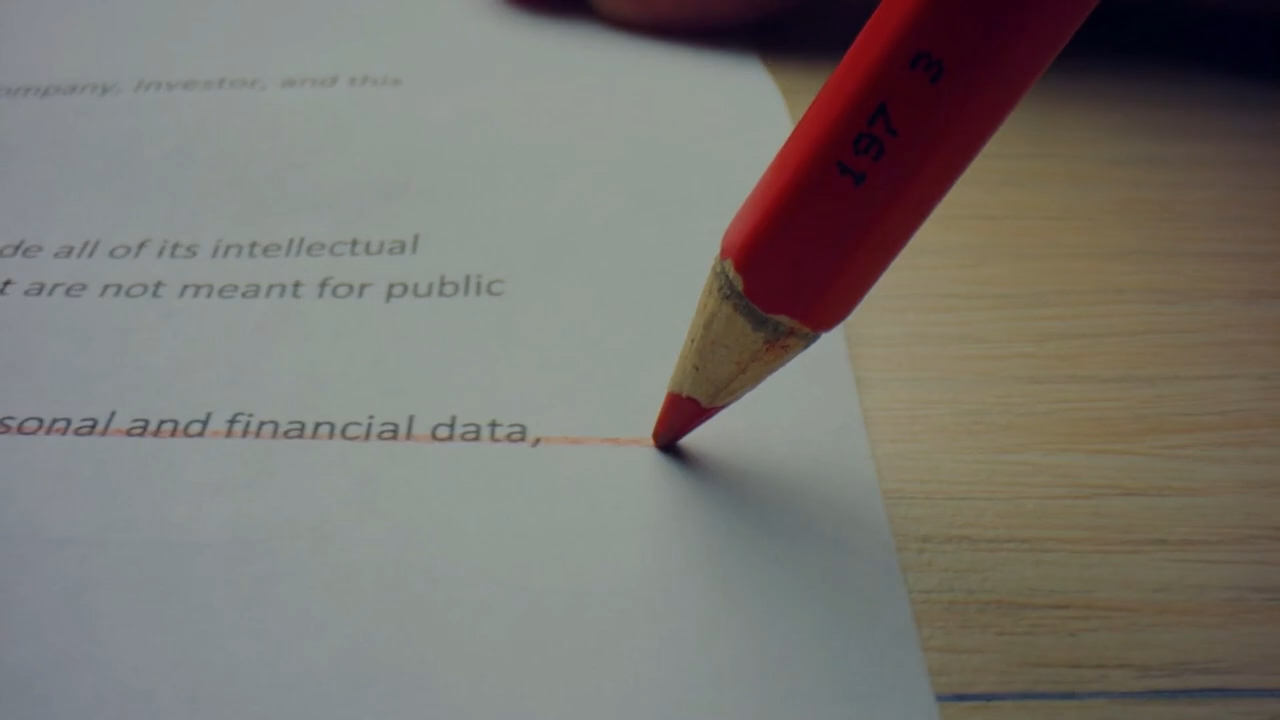 ompany, Investor, and this
de all of its intellectual
t are not meant for public
sonal and financial data,
197 3